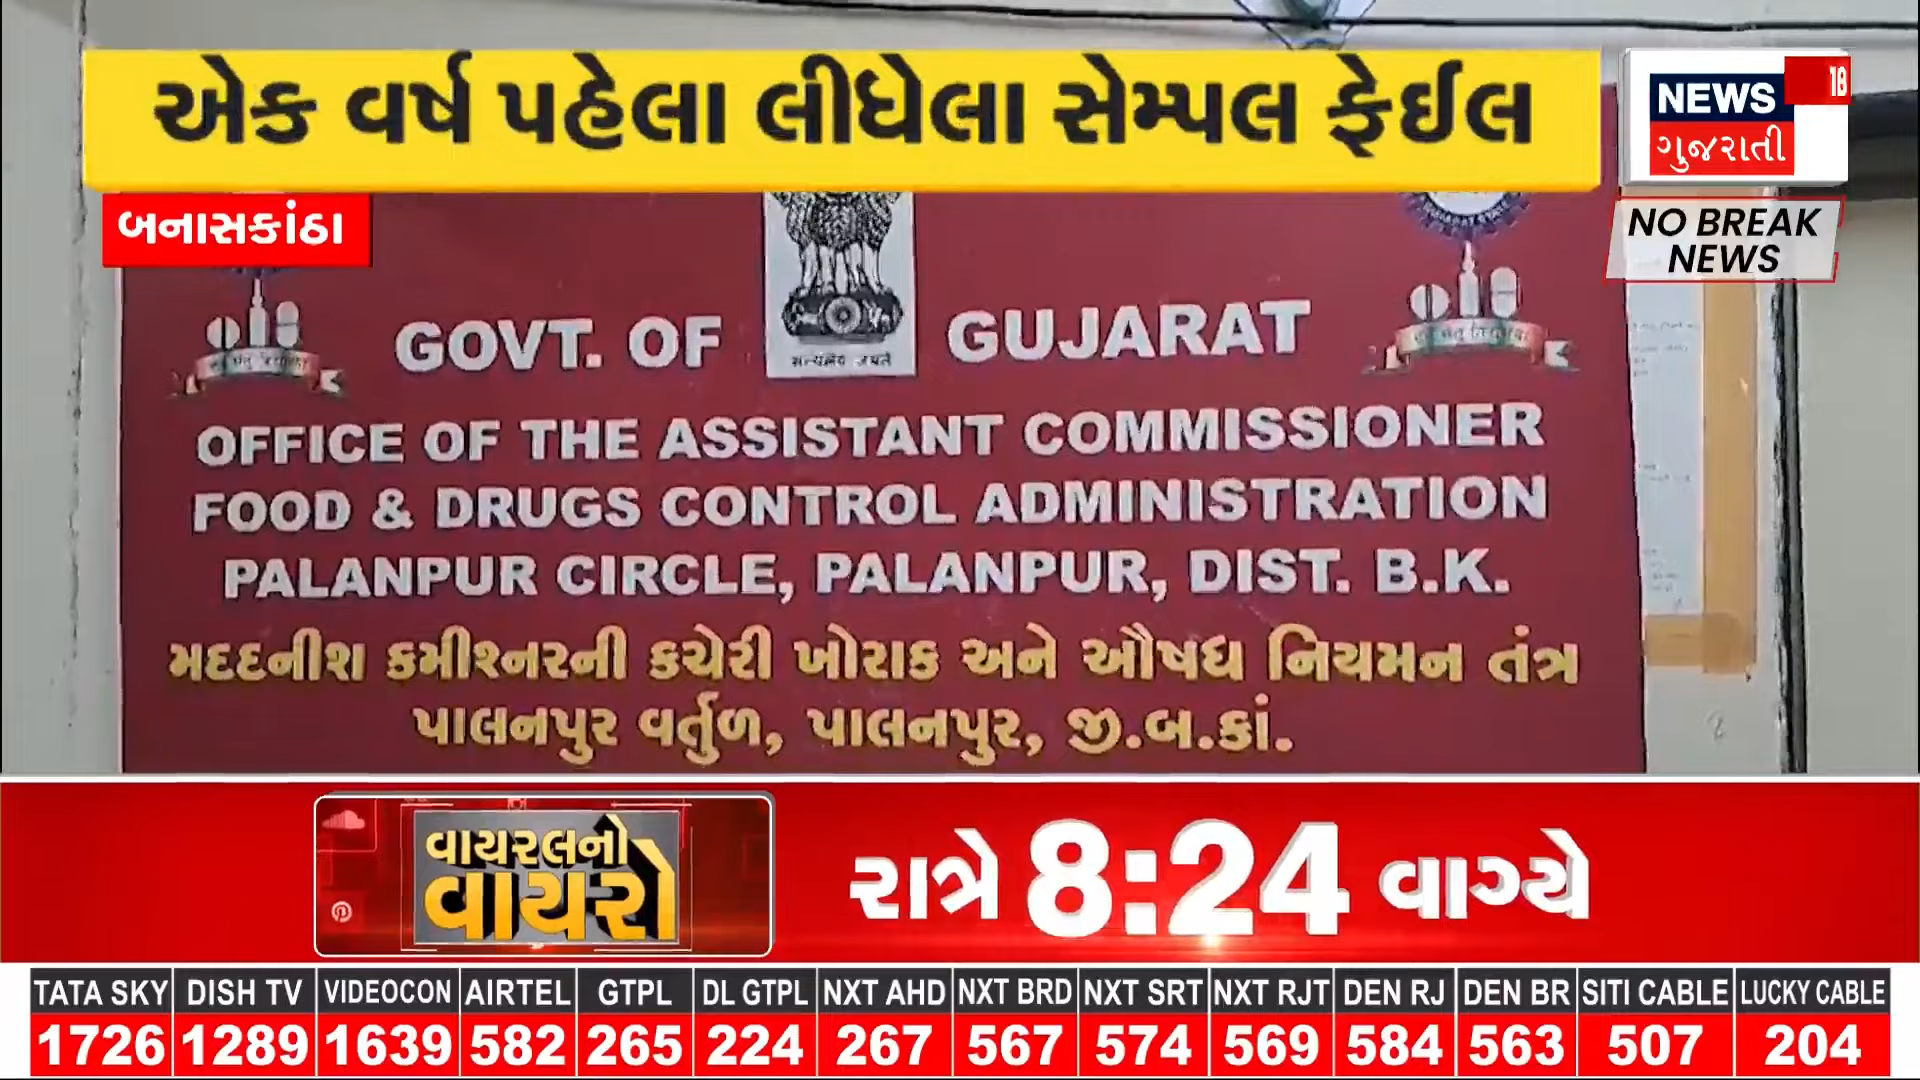 એક વર્ષ પહેલા લીધેલા સેમ્પલ ફેઈલ
NEWS 18
ગુજરાતી
બનાસકાંઠા
NO BREAK
NEWS
GOVT. OF GUJARAT
सत्यमेव जयते
OFFICE OF THE ASSISTANT COMMISSIONER
FOOD & DRUGS CONTROL ADMINISTRATION
PALANPUR CIRCLE, PALANPUR, DIST. B.K.
મદદનીશ કમીશ્નરની કચેરી ખોરાક અને ઔષધ નિયમન તંત્ર
પાલનપુર વર્તુળ, પાલનપુર, જી.બ.કાં.
વાયરલનો
વાયરો
રાત્રે 8:24 વાગ્યે
TATA SKY DISH TV VIDEOCON AIRTEL GTPL DL GTPL NXT AHD NXT BRD NXT SRT NXT RJT DEN RJ DEN BR SITI CABLE LUCKY CABLE
1726 1289 1639 582 265 224 267 567 574 569 584 563 507 204